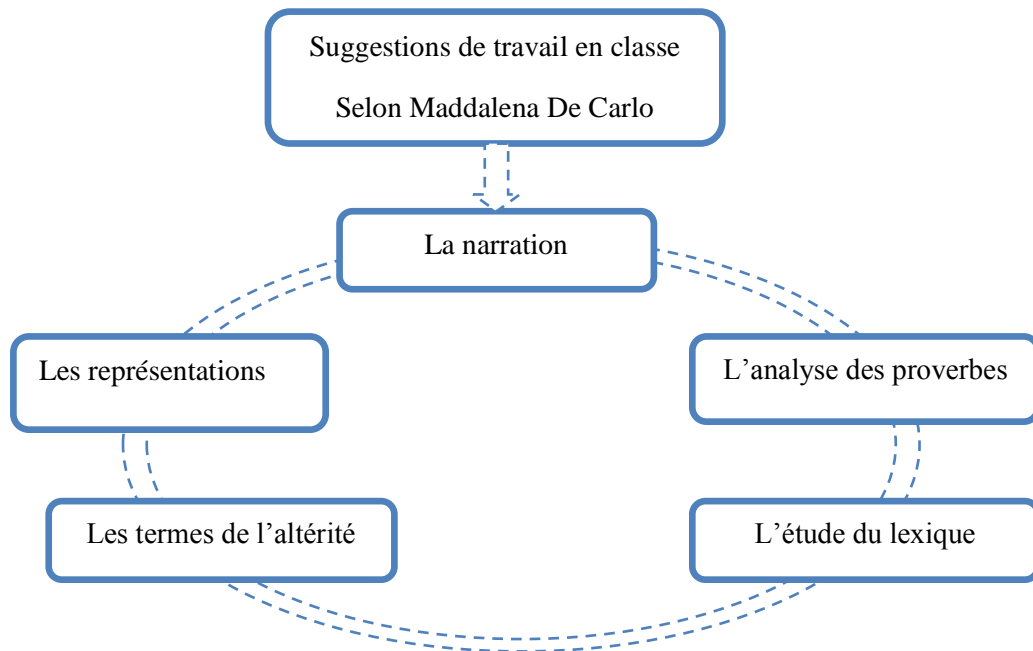 Suggestions de travail en classe
Selon Maddalena De Carlo
La narration
Les représentations
L’analyse des proverbes
Les termes de l’altérité
L’étude du lexique